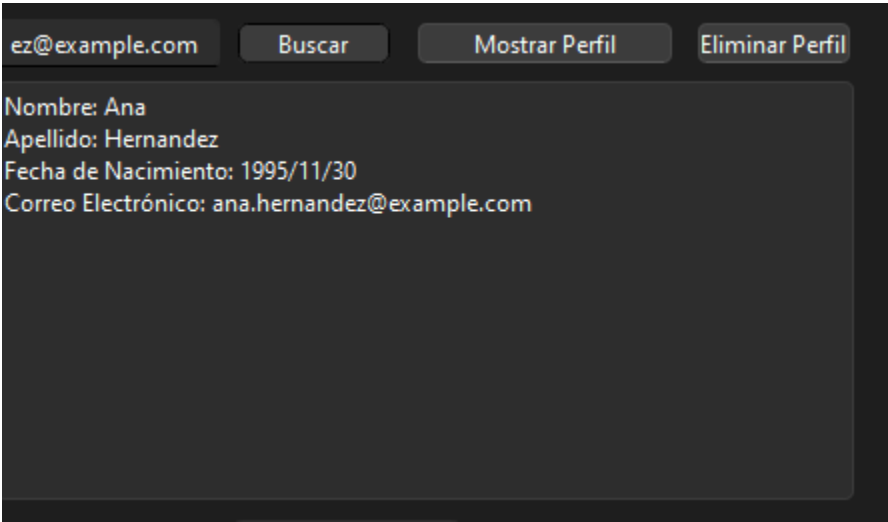 ez@example.com Buscar Mostrar Perfil Eliminar Perfil
Nombre: Ana
Apellido: Hernandez
Fecha de Nacimiento: 1995/11/30
Correo Electrónico: ana.hernandez@example.com